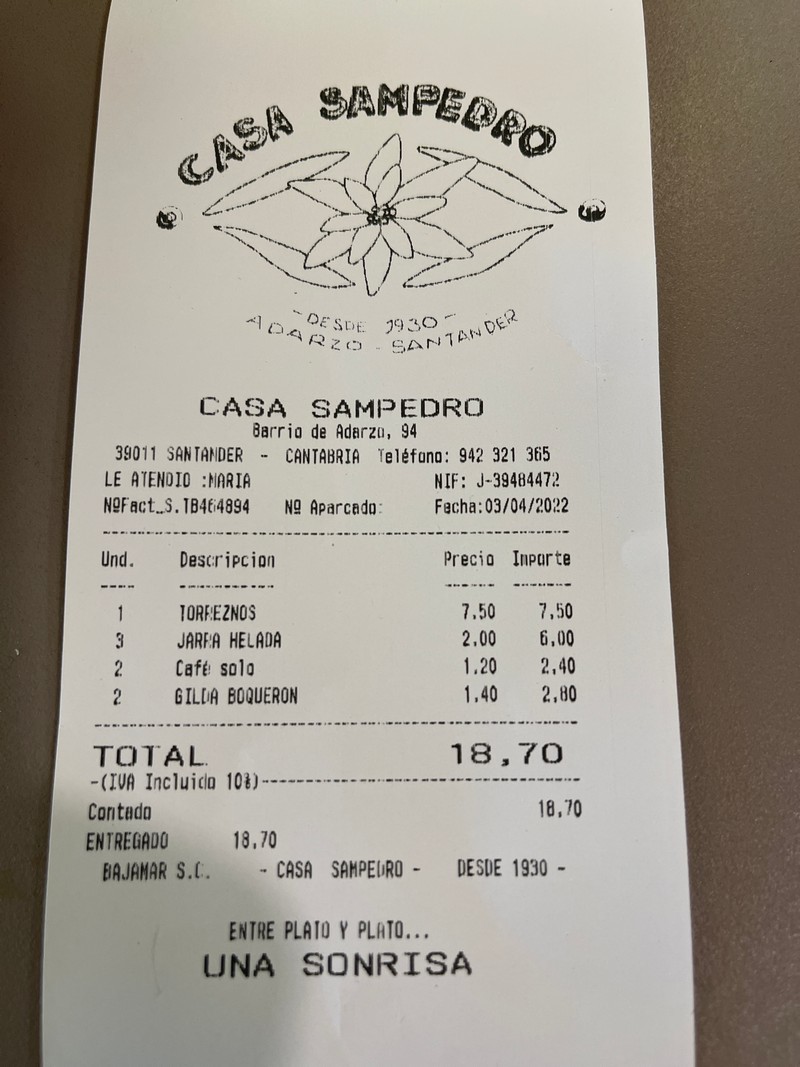 CASA SAMPEDRO
- DESDE 1930 -
ADARZO - SANTANDER
CASA SAMPEDRO
Barrio de Adarzo, 94
39011 SANTANDER - CANTABRIA Teléfono: 942 321 365
LE ATENDIO :MARIA NIF: J-39484472
NºFact_S.TB464894 Nº Aparcado: Fecha:03/04/2022
Und. Descripcion Precio Importe
1 TORREZNOS 7,50 7,50
3 JARRA HELADA 2,00 6,00
2 Café solo 1,20 2,40
2 GILDA BOQUERON 1,40 2,80
TOTAL 18,70
-(IVA Incluido 10%)-
Contado 18,70
ENTREGADO 18,70
BAJAMAR S.C. - CASA SAMPEDRO - DESDE 1930 -
ENTRE PLATO Y PLATO...
UNA SONRISA